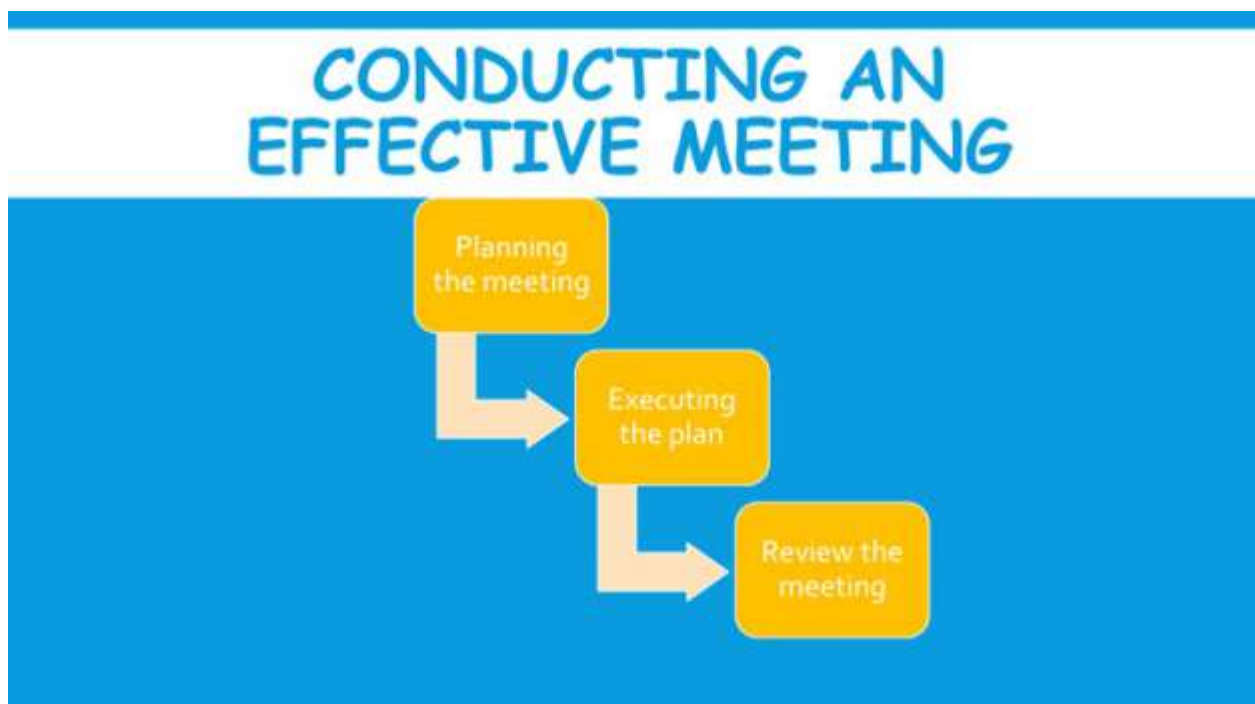 CONDUCTING AN
EFFECTIVE MEETING
Planning
the meeting
Executing
the plan
Review the
meeting